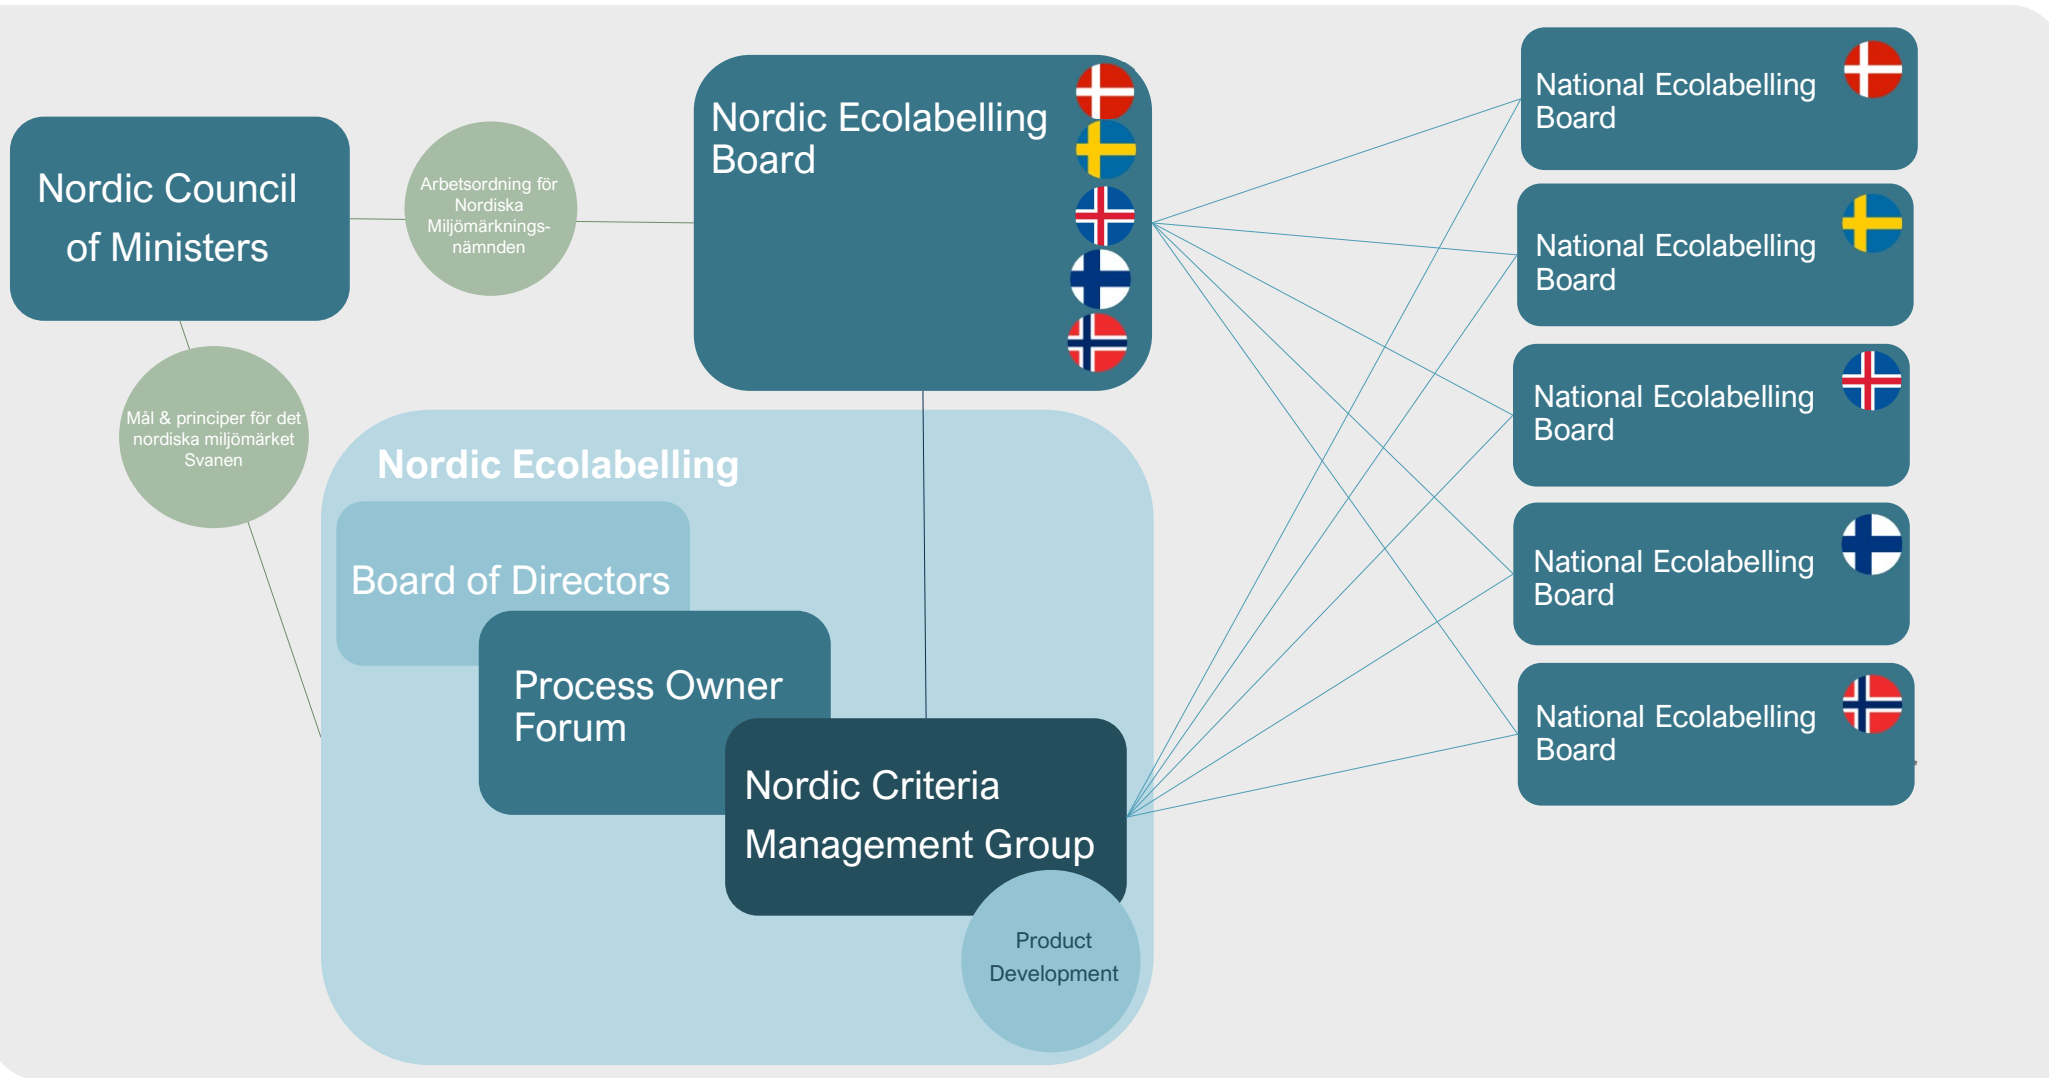 Nordic Council
of Ministers
Arbetsordning för
Nordiska
Miljömärknings-
nämnden
Nordic Ecolabelling
Board
Mål & principer för det
nordiska miljömärket
Svanen
Nordic Ecolabelling
Board of Directors
Process Owner
Forum
Nordic Criteria
Management Group
Product
Development
National Ecolabelling
Board
National Ecolabelling
Board
National Ecolabelling
Board
National Ecolabelling
Board
National Ecolabelling
Board